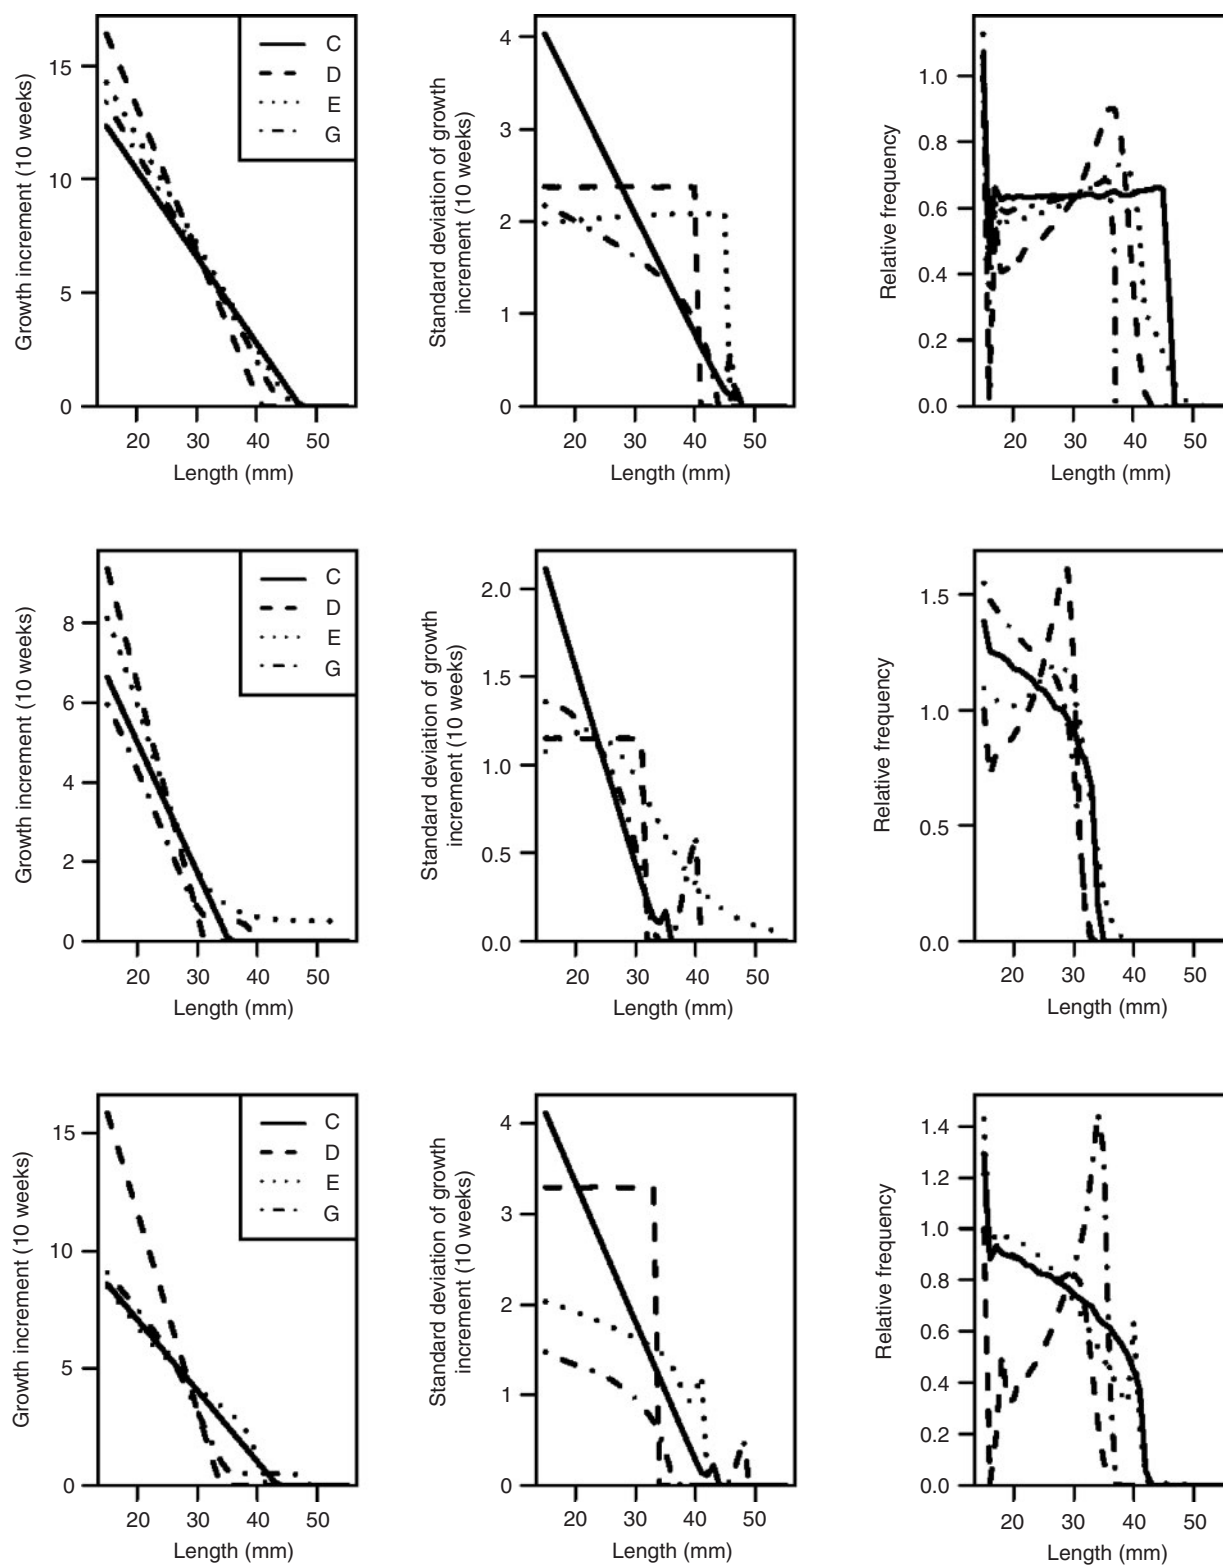 Growth increment (10 weeks)
15
10
5
0
20 30 40 50
Length (mm)
C
D
E
G
Standard deviation of growth
increment (10 weeks)
4
3
2
1
0
20 30 40 50
Length (mm)
Relative frequency
1.0
0.8
0.6
0.4
0.2
0.0
20 30 40 50
Length (mm)
Growth increment (10 weeks)
8
6
4
2
0
20 30 40 50
Length (mm)
C
D
E
G
Standard deviation of growth
increment (10 weeks)
2.0
1.5
1.0
0.5
0.0
20 30 40 50
Length (mm)
Relative frequency
1.5
1.0
0.5
0.0
20 30 40 50
Length (mm)
Growth increment (10 weeks)
15
10
5
0
20 30 40 50
Length (mm)
C
D
E
G
Standard deviation of growth
increment (10 weeks)
4
3
2
1
0
20 30 40 50
Length (mm)
Relative frequency
1.4
1.2
1.0
0.8
0.6
0.4
0.2
0.0
20 30 40 50
Length (mm)